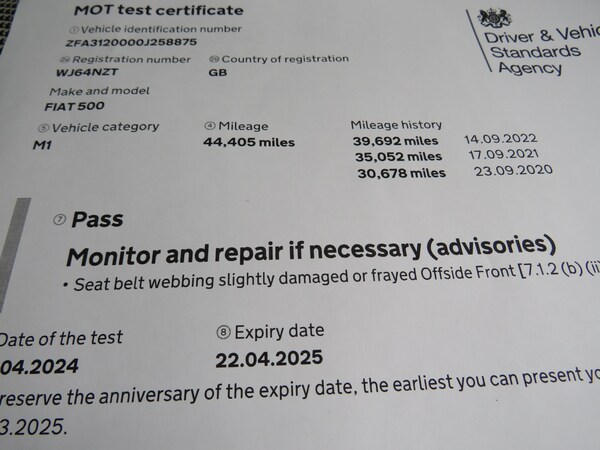 MOT test certificate
① Vehicle identification number
ZFA3120000J258875
Registration number
WJ64NZT
Country of registration
GB
Make and model
FIAT 500
⑤ Vehicle category
M1
④ Mileage
44,405 miles
Mileage history
39,692 miles 14.09.2022
35,052 miles 17.09.2021
30,678 miles 23.09.2020
Driver & Vehic
Standards
Agency
⑦ Pass
Monitor and repair if necessary (advisories)
• Seat belt webbing slightly damaged or frayed Offside Front [7.1.2 (b) (ii)
Date of the test
.04.2024
⑧ Expiry date
22.04.2025
reserve the anniversary of the expiry date, the earliest you can present yo
3.2025.